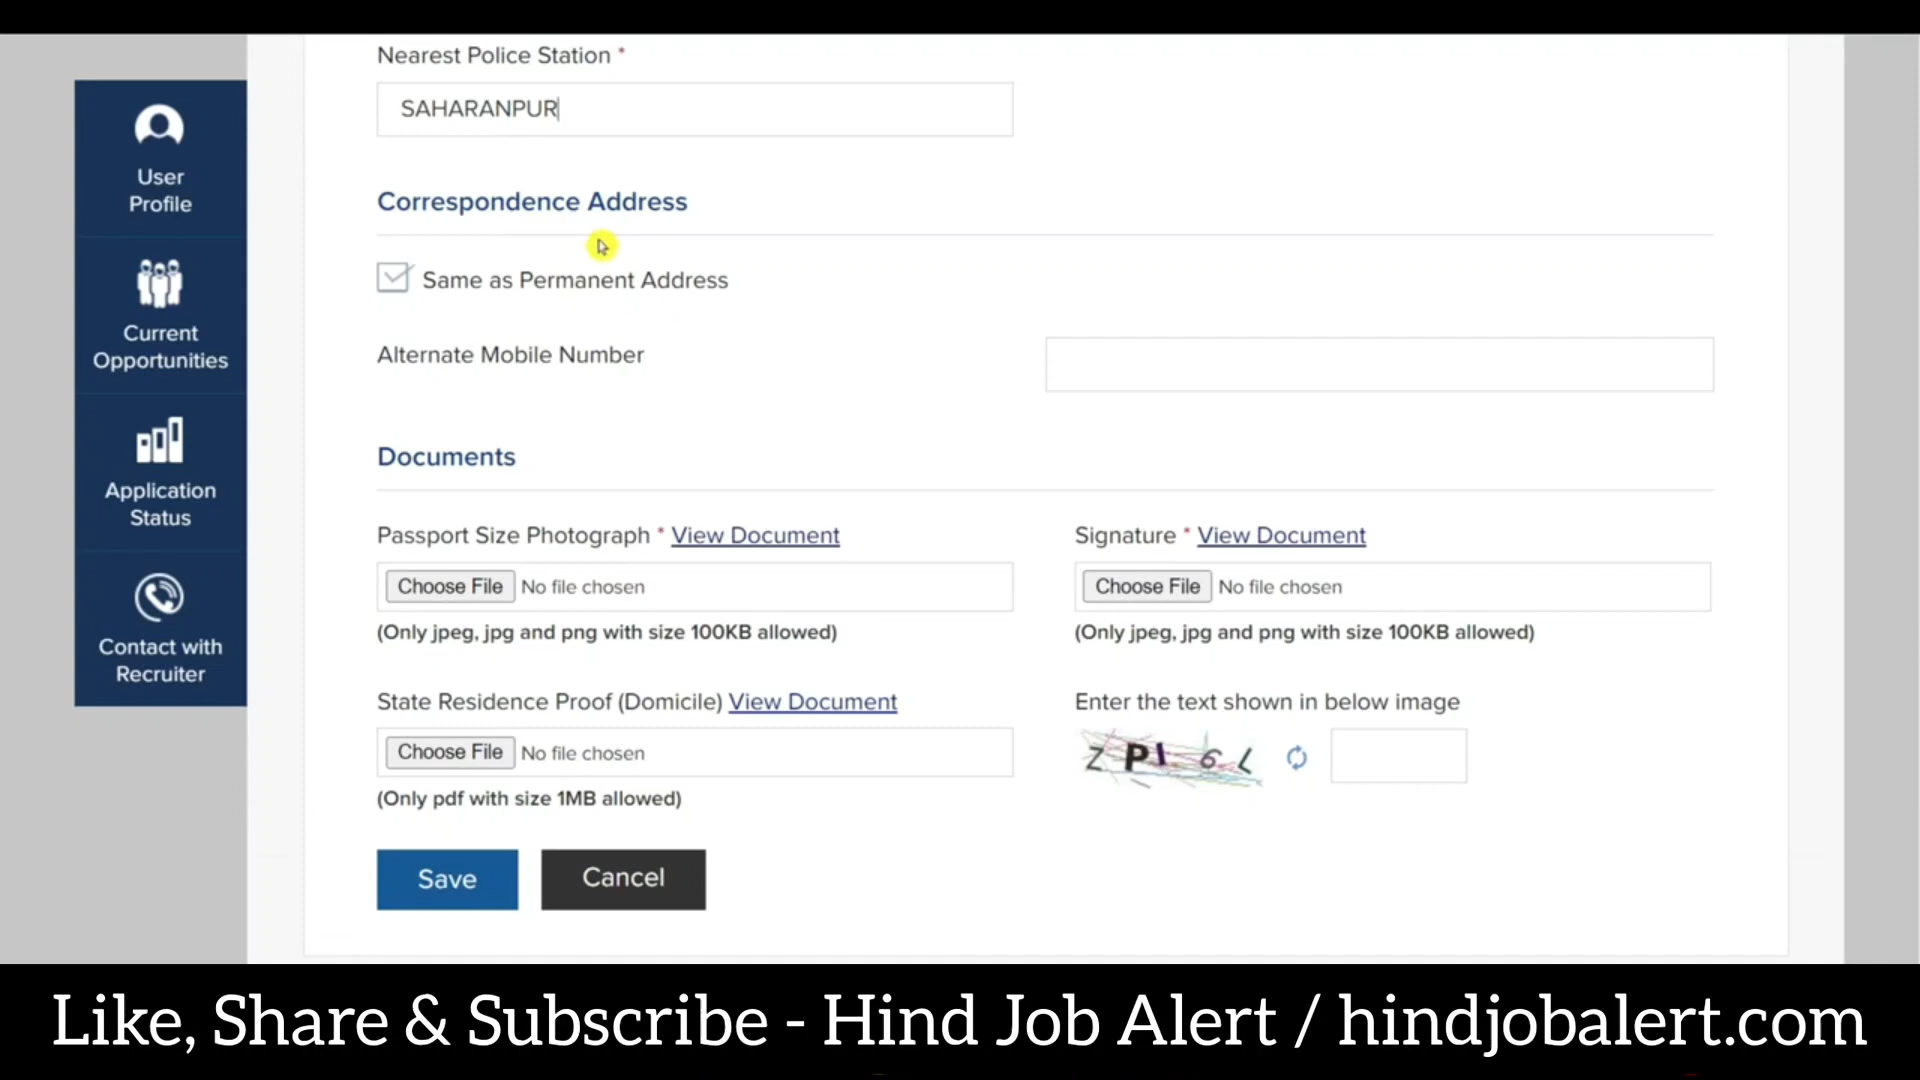 Nearest Police Station *
SAHARANPUR
User
Profile
Correspondence Address
Same as Permanent Address
Current
Opportunities
Alternate Mobile Number
Documents
Application
Status
Passport Size Photograph * View Document
Signature * View Document
Choose File No file chosen
Choose File No file chosen
(Only jpeg, jpg and png with size 100KB allowed)
(Only jpeg, jpg and png with size 100KB allowed)
Contact with
Recruiter
State Residence Proof (Domicile) View Document
Enter the text shown in below image
Choose File No file chosen
(Only pdf with size 1MB allowed)
Save
Cancel
Like, Share & Subscribe - Hind Job Alert / hindjobalert.com